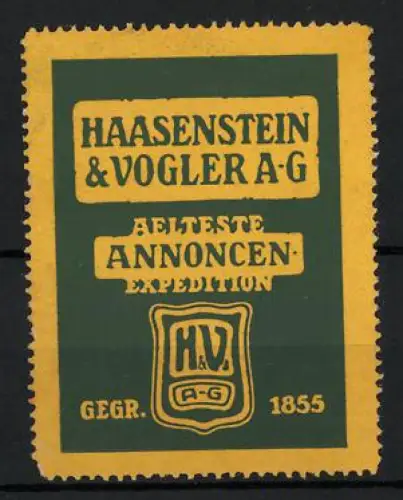 HAASENSTEIN
& VOGLER A-G
AELTESTE
ANNONCEN-
EXPEDITION
H&V.
A-G
GEGR. 1855